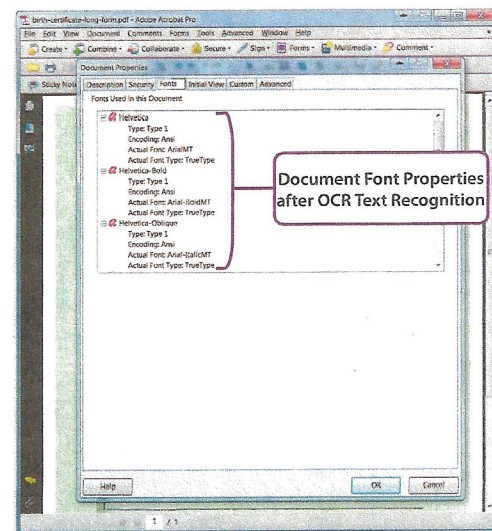 birth-certificate-long-form.pdf - Adobe Acrobat Pro
File Edit View Document Comments Forms Tools Advanced Window Help
Create Combine Collaborate Secure Sign Forms Multimedia Comment
Document Properties
Sticky Note
Description Security Fonts Initial View Custom Advanced
Fonts Used in this Document
Helvetica
Type: Type 1
Encoding: Ansi
Actual Font: ArialMT
Actual Font Type: TrueType
Helvetica-Bold
Type: Type 1
Encoding: Ansi
Actual Font: Arial-BoldMT
Actual Font Type: TrueType
Helvetica-Oblique
Type: Type 1
Encoding: Ansi
Actual Font: Arial-ItalicMT
Actual Font Type: TrueType
Document Font Properties
after OCR Text Recognition
Help OK Cancel
1 / 1